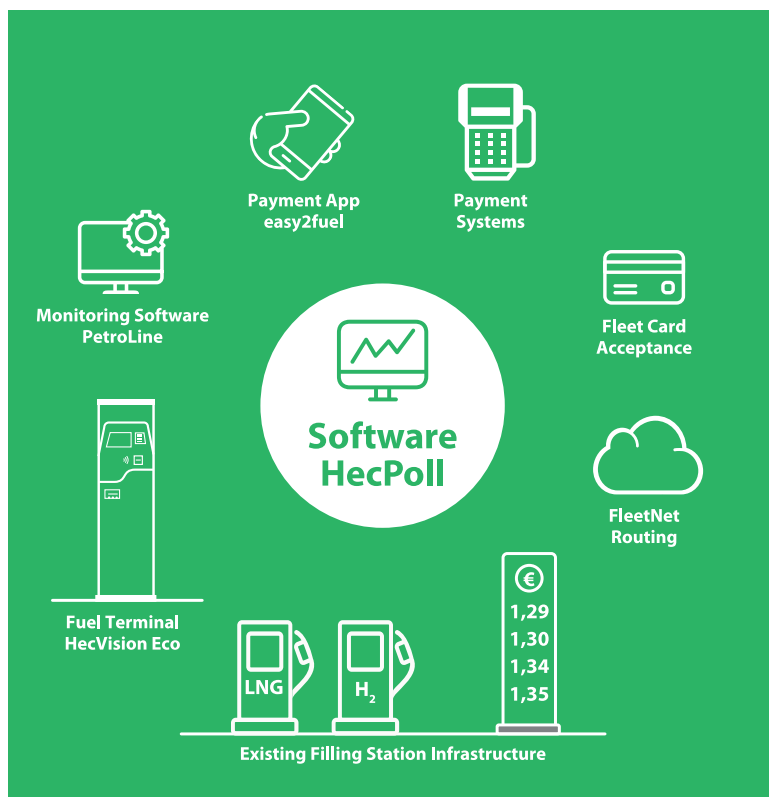 Payment App
easy2fuel
Payment
Systems
Monitoring Software
PetroLine
Fleet Card
Acceptance
Software
HecPoll
FleetNet
Routing
Fuel Terminal
HecVision Eco
LNG
H₂
€
1,29
1,30
1,34
1,35
Existing Filling Station Infrastructure